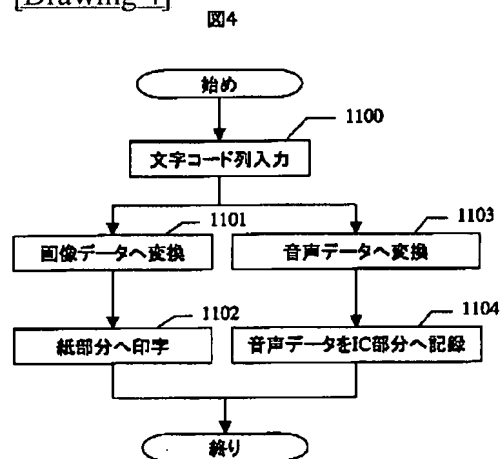 [Drawing 4]
図4
始め
1100
文字コード列入力
1101
画像データへ変換
1103
音声データへ変換
1102
紙部分へ印字
1104
音声データをIC部分へ記録
終り